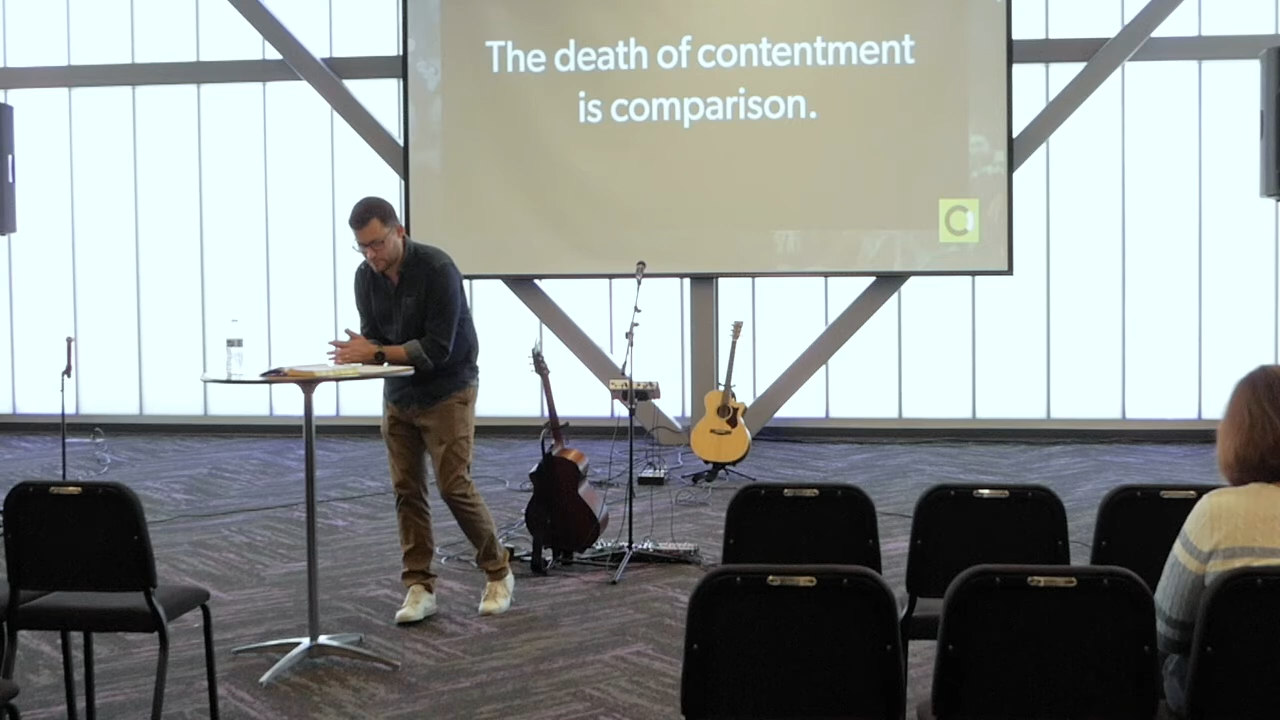 The death of contentment
is comparison.